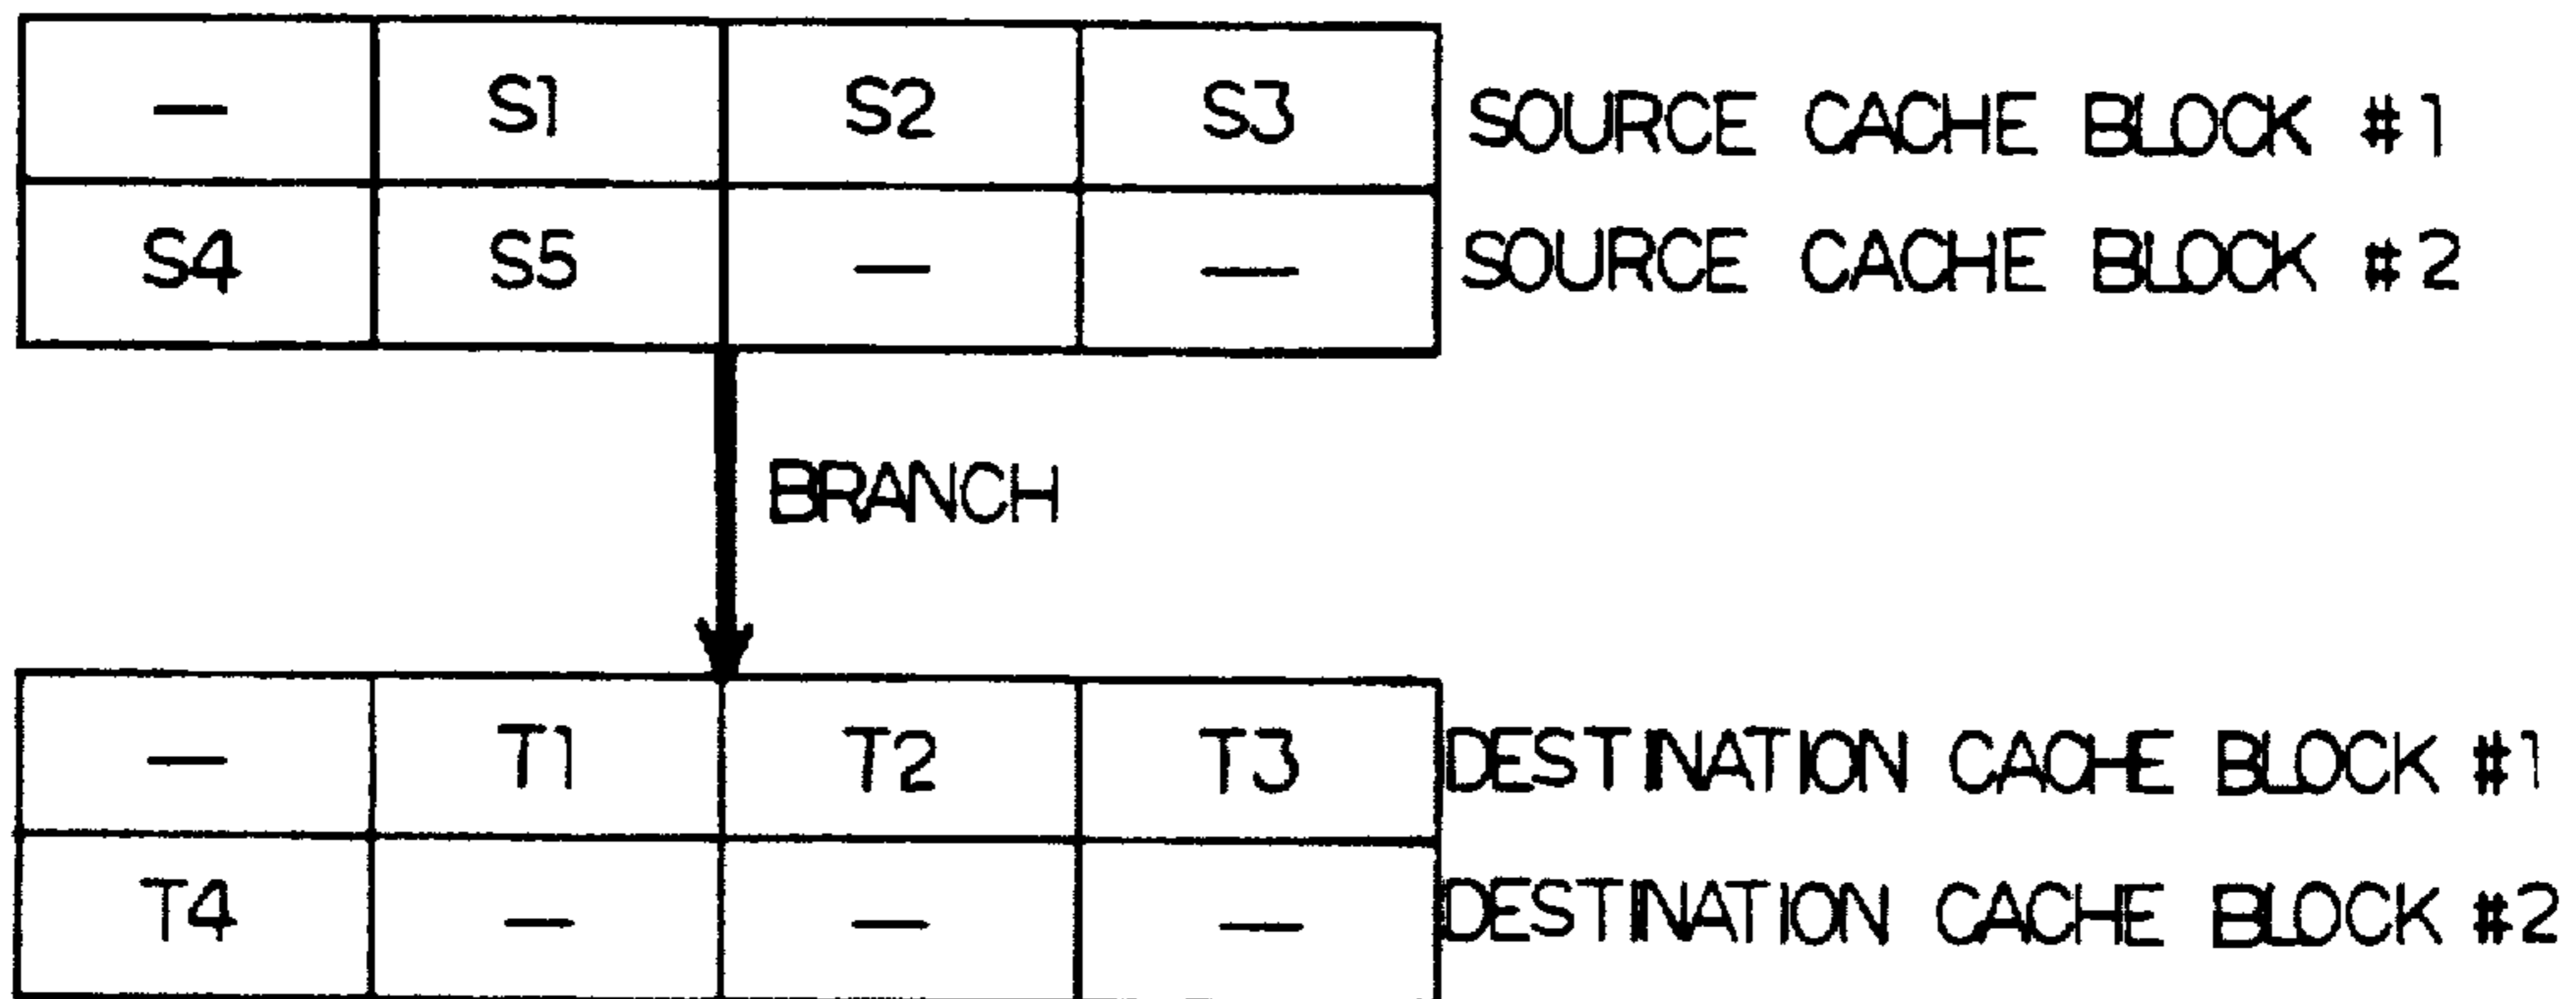 — S1 S2 S3 SOURCE CACHE BLOCK #1
S4 S5 — — SOURCE CACHE BLOCK #2
BRANCH
— T1 T2 T3 DESTINATION CACHE BLOCK #1
T4 — — — DESTINATION CACHE BLOCK #2